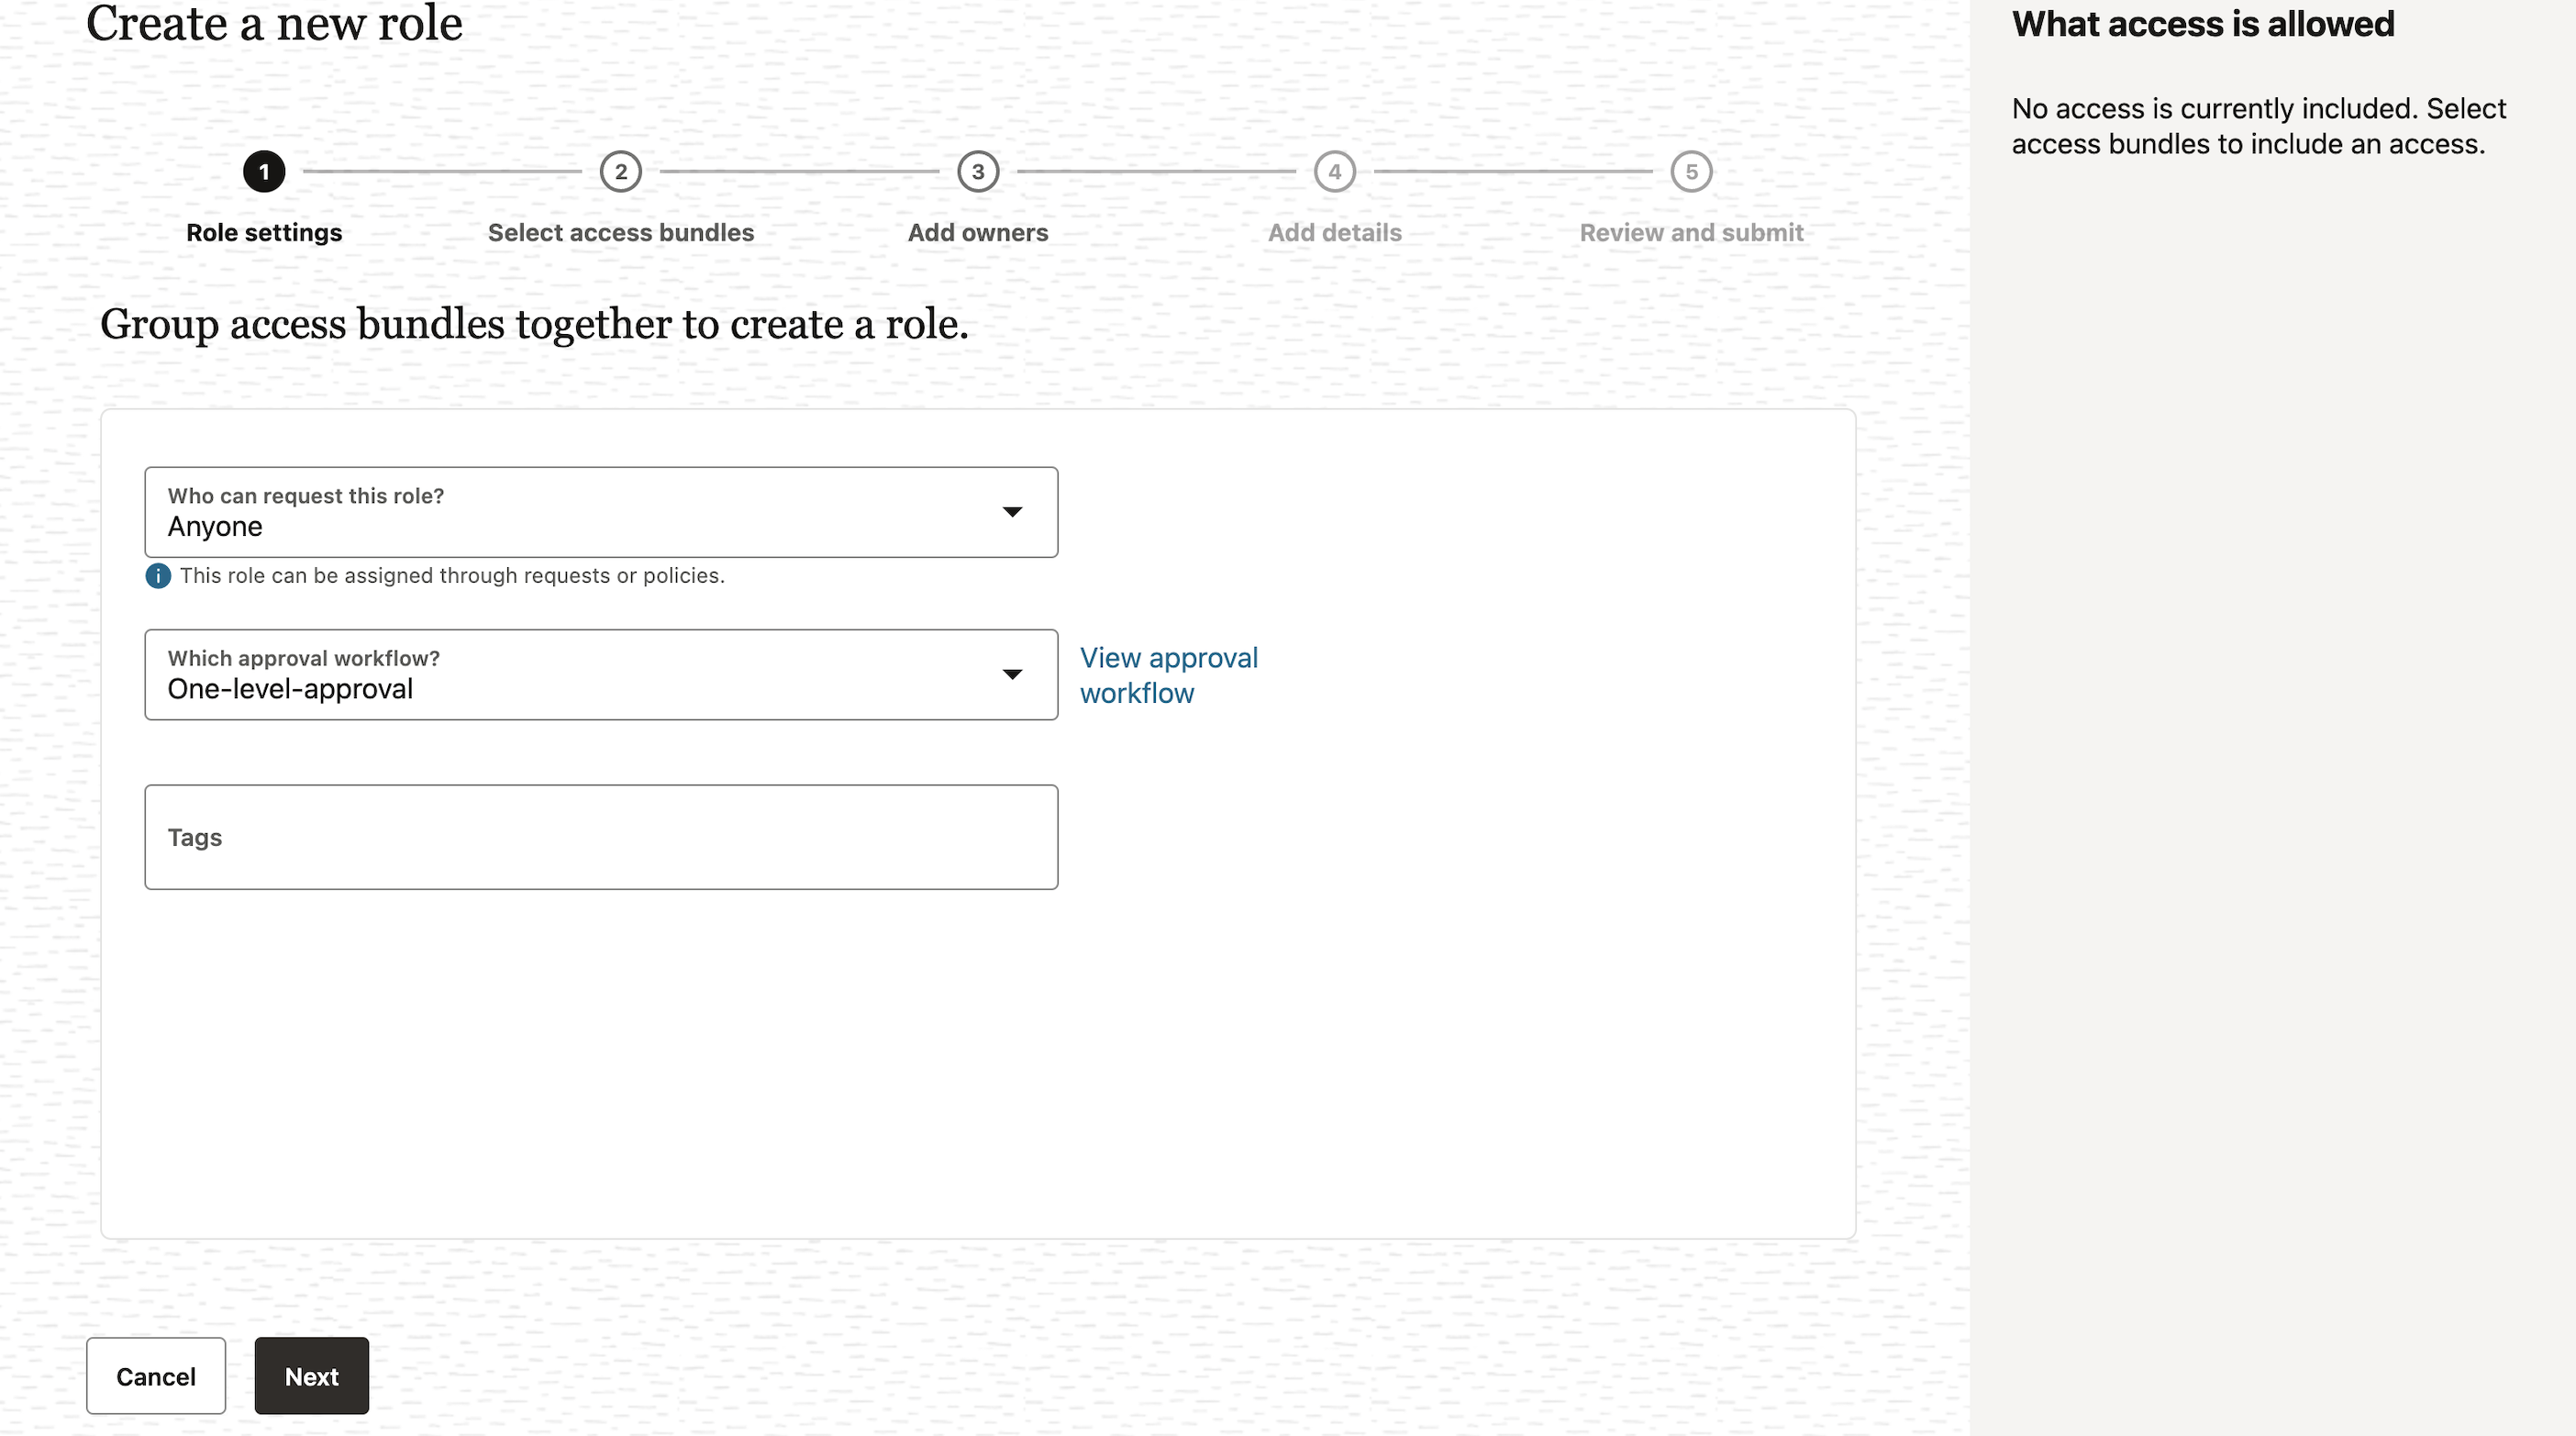 Create a new role
1
2
3
4
5
Role settings
Select access bundles
Add owners
Add details
Review and submit
Group access bundles together to create a role.
Who can request this role?
Anyone
i This role can be assigned through requests or policies.
Which approval workflow?
One-level-approval
View approval
workflow
Tags
Cancel
Next
What access is allowed
No access is currently included. Select
access bundles to include an access.